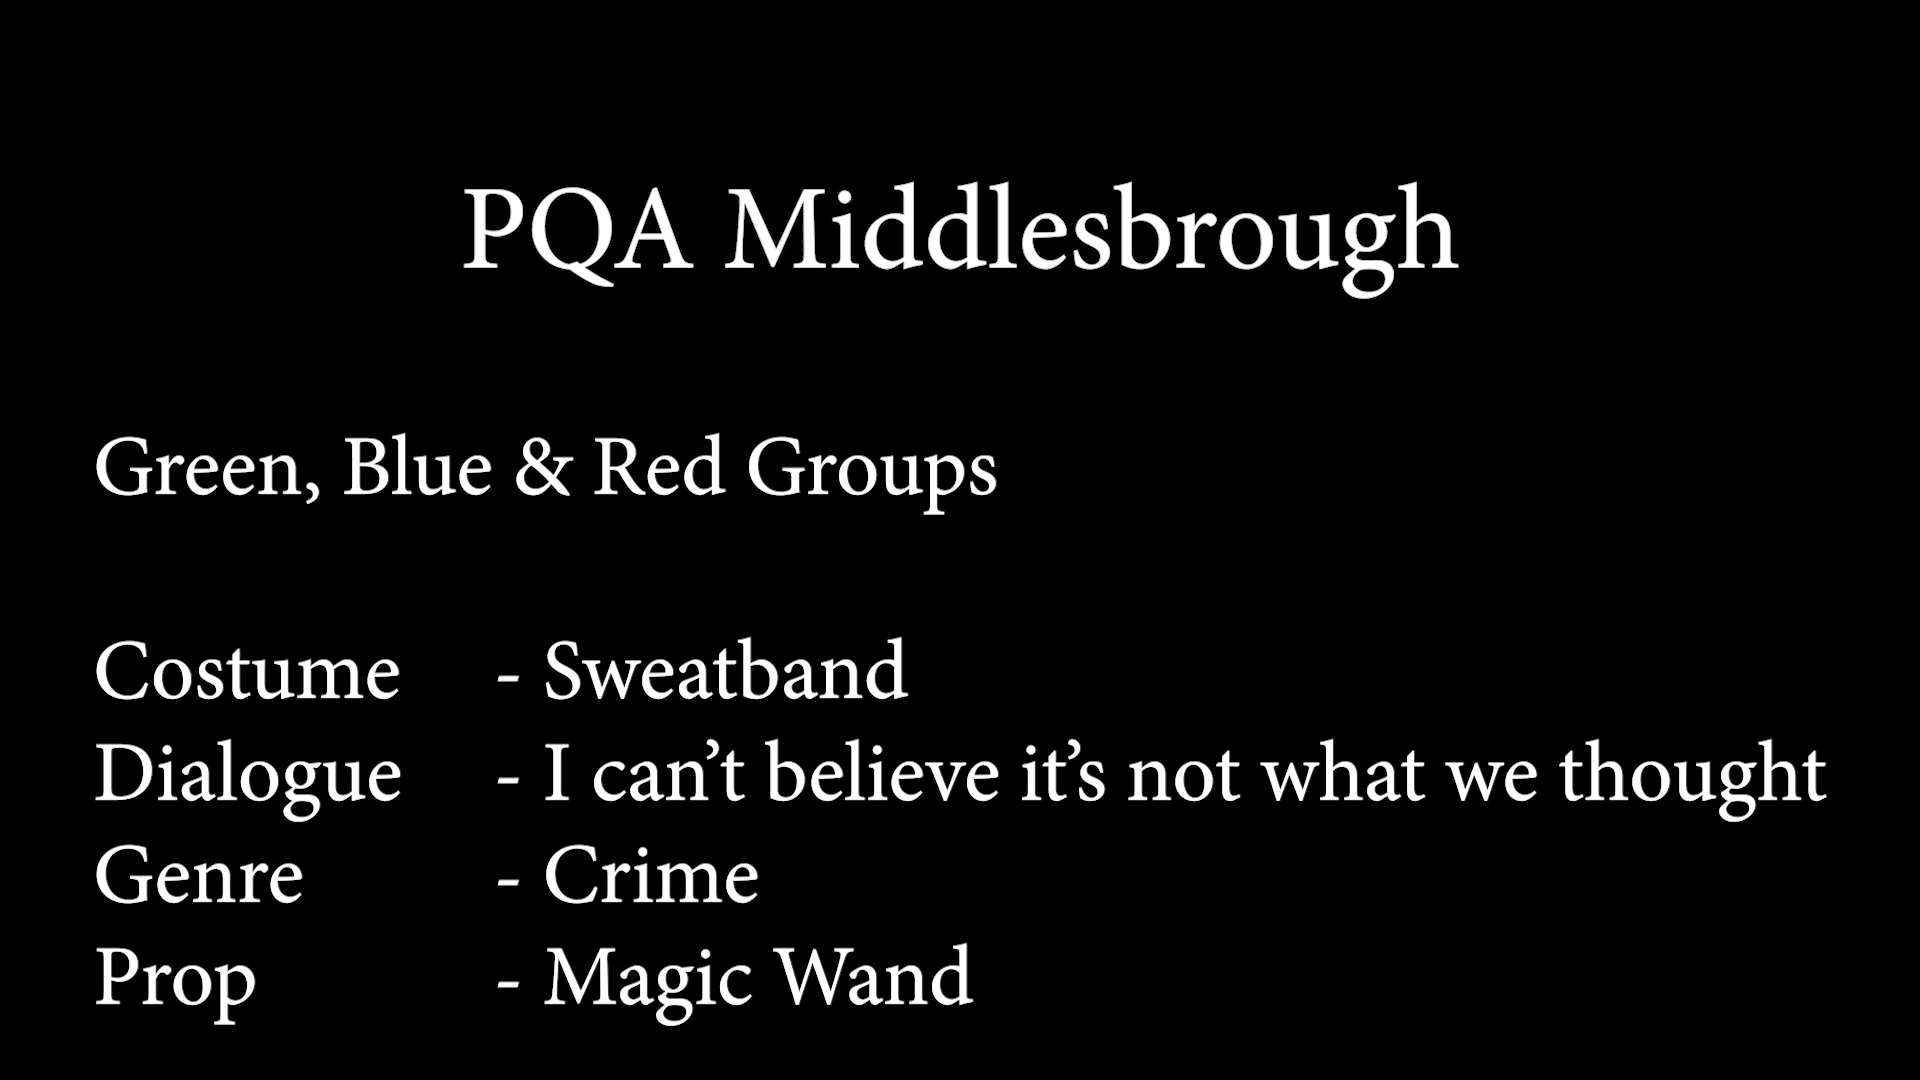 PQA Middlesbrough
Green, Blue & Red Groups
Costume - Sweatband
Dialogue - I can’t believe it’s not what we thought
Genre - Crime
Prop - Magic Wand